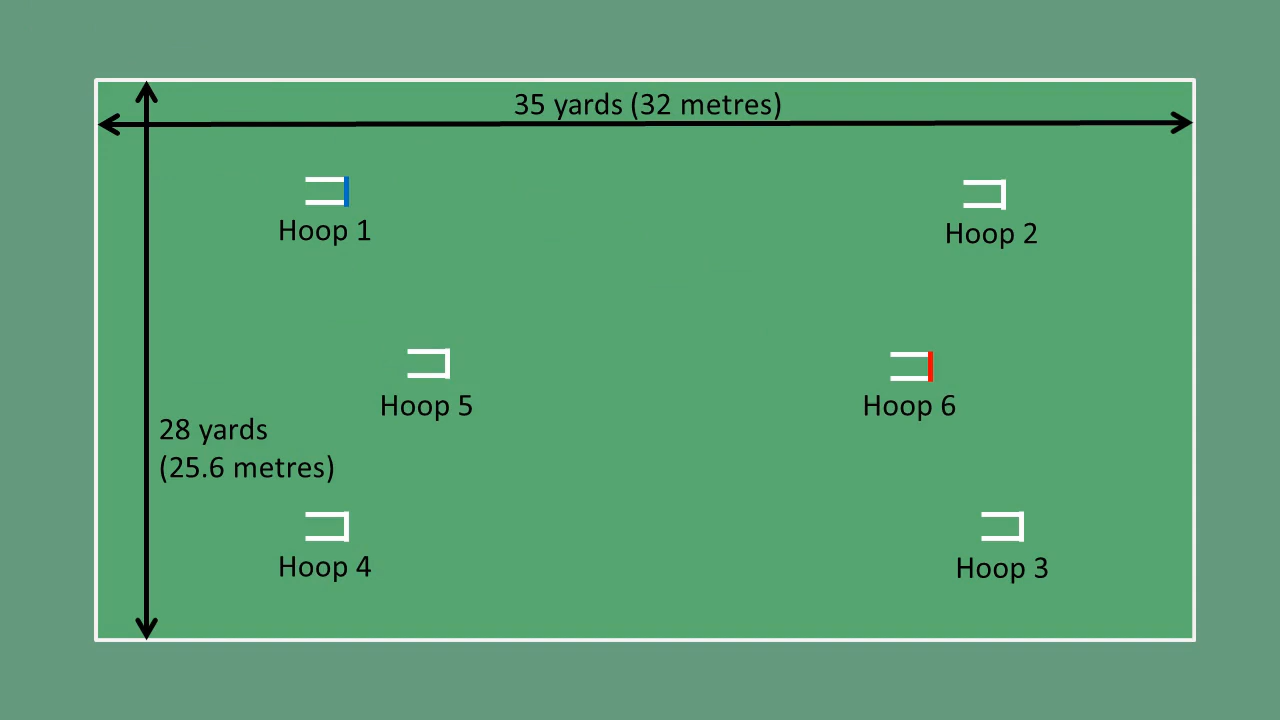 35 yards (32 metres)
Hoop 1
Hoop 2
Hoop 5
Hoop 6
28 yards
(25.6 metres)
Hoop 4
Hoop 3